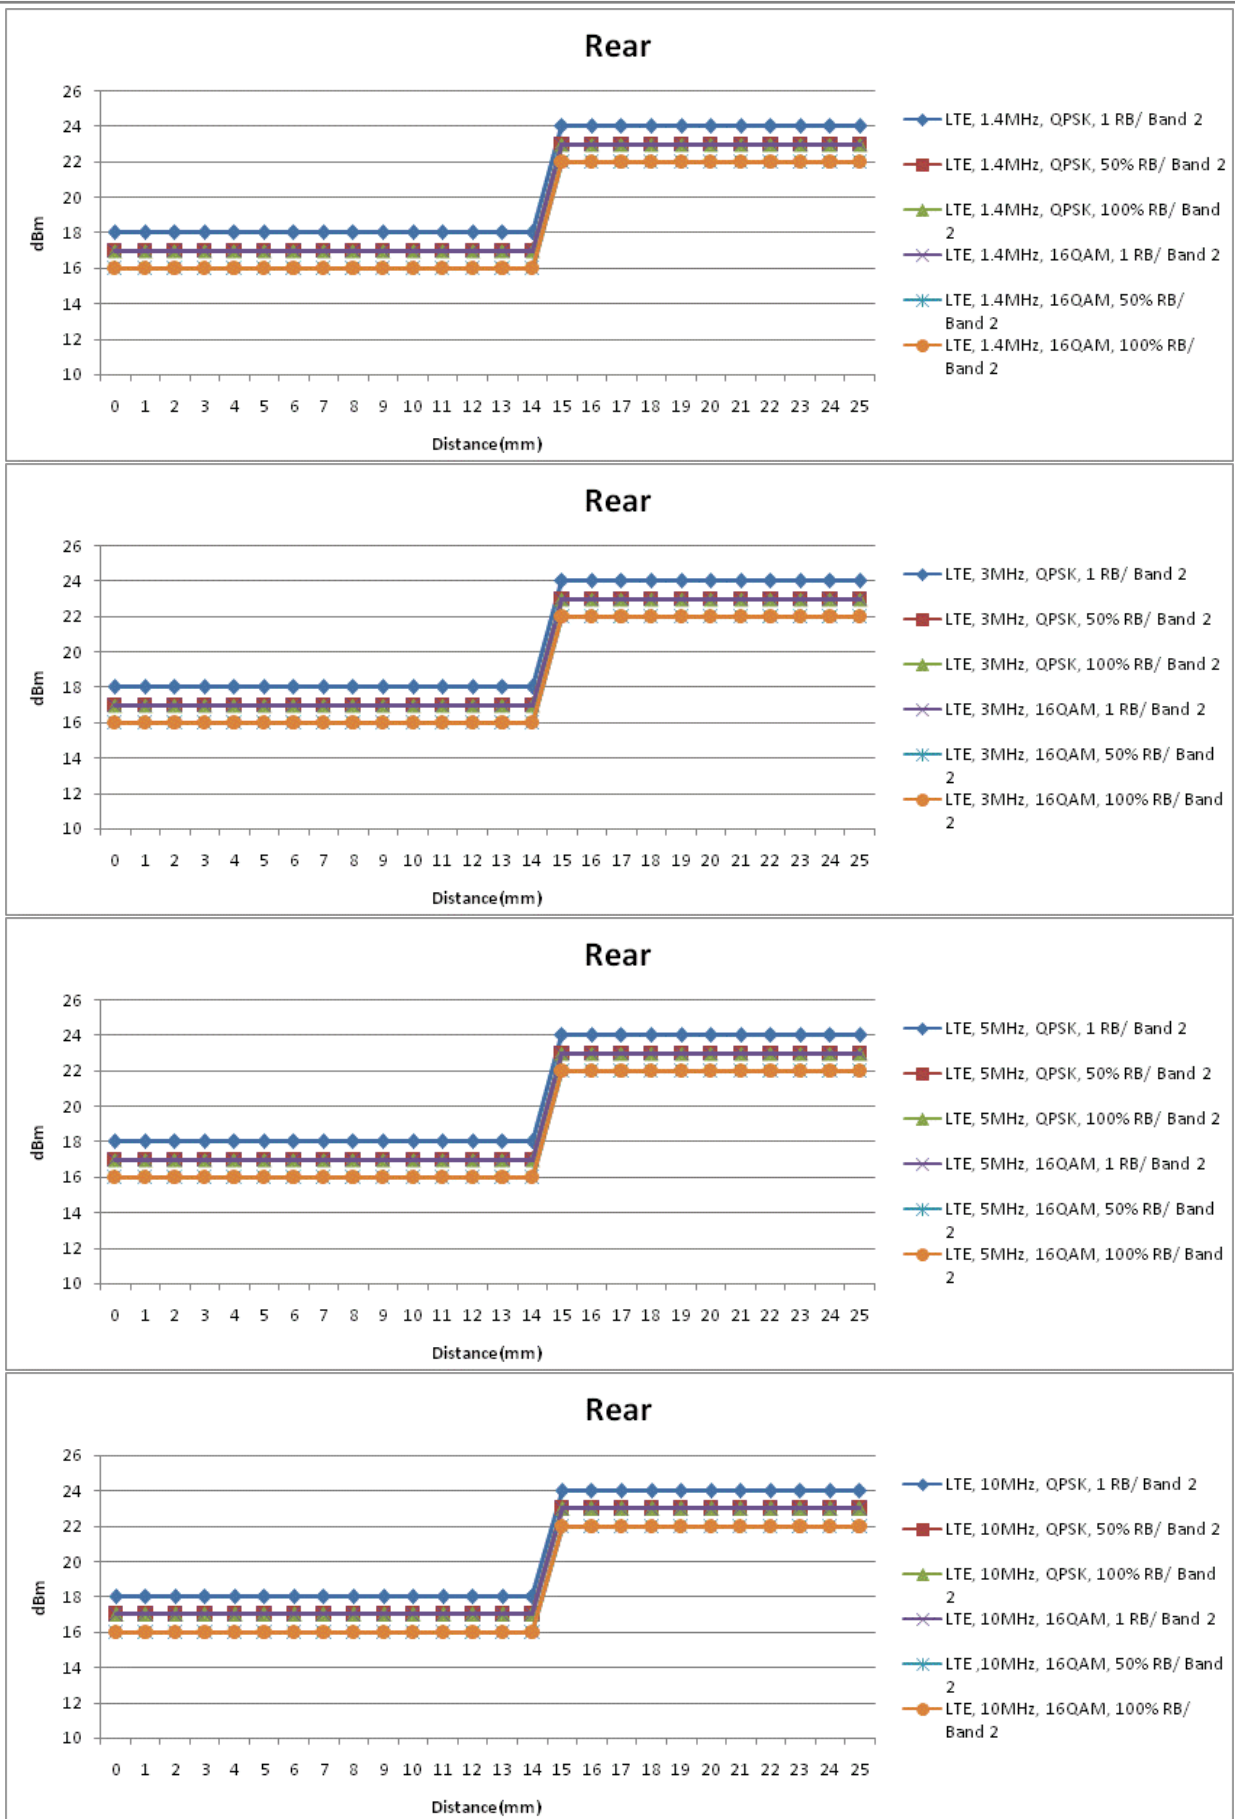 Rear
26
24
22
20
18
16
14
12
10
dBm
0 1 2 3 4 5 6 7 8 9 10 11 12 13 14 15 16 17 18 19 20 21 22 23 24 25
Distance(mm)
LTE, 1.4MHz, QPSK, 1 RB/ Band 2
LTE, 1.4MHz, QPSK, 50% RB/ Band 2
LTE, 1.4MHz, QPSK, 100% RB/ Band
2
LTE, 1.4MHz, 16QAM, 1 RB/ Band 2
LTE, 1.4MHz, 16QAM, 50% RB/
Band 2
LTE, 1.4MHz, 16QAM, 100% RB/
Band 2
Rear
26
24
22
20
18
16
14
12
10
dBm
0 1 2 3 4 5 6 7 8 9 10 11 12 13 14 15 16 17 18 19 20 21 22 23 24 25
Distance(mm)
LTE, 3MHz, QPSK, 1 RB/ Band 2
LTE, 3MHz, QPSK, 50% RB/ Band 2
LTE, 3MHz, QPSK, 100% RB/ Band 2
LTE, 3MHz, 16QAM, 1 RB/ Band 2
LTE, 3MHz, 16QAM, 50% RB/ Band
2
LTE, 3MHz, 16QAM, 100% RB/ Band
2
Rear
26
24
22
20
18
16
14
12
10
dBm
0 1 2 3 4 5 6 7 8 9 10 11 12 13 14 15 16 17 18 19 20 21 22 23 24 25
Distance(mm)
LTE, 5MHz, QPSK, 1 RB/ Band 2
LTE, 5MHz, QPSK, 50% RB/ Band 2
LTE, 5MHz, QPSK, 100% RB/ Band 2
LTE, 5MHz, 16QAM, 1 RB/ Band 2
LTE, 5MHz, 16QAM, 50% RB/ Band
2
LTE, 5MHz, 16QAM, 100% RB/ Band
2
Rear
26
24
22
20
18
16
14
12
10
dBm
0 1 2 3 4 5 6 7 8 9 10 11 12 13 14 15 16 17 18 19 20 21 22 23 24 25
Distance(mm)
LTE, 10MHz, QPSK, 1 RB/ Band 2
LTE, 10MHz, QPSK, 50% RB/ Band 2
LTE, 10MHz, QPSK, 100% RB/ Band
2
LTE, 10MHz, 16QAM, 1 RB/ Band 2
LTE ,10MHz, 16QAM, 50% RB/ Band
2
LTE, 10MHz, 16QAM, 100% RB/
Band 2